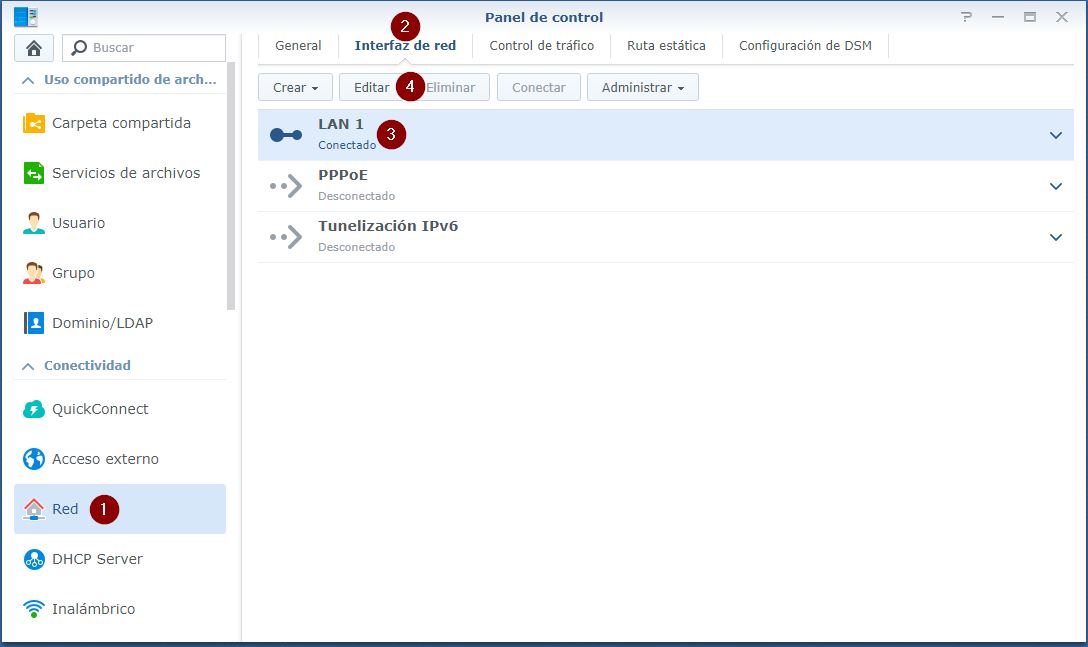 Panel de control
Buscar
Uso compartido de arch...
Carpeta compartida
Servicios de archivos
Usuario
Grupo
Dominio/LDAP
Conectividad
QuickConnect
Acceso externo
Red 1
DHCP Server
Inalámbrico
2
General Interfaz de red Control de tráfico Ruta estática Configuración de DSM
Crear Editar 4 Eliminar Conectar Administrar
LAN 1 3
Conectado
PPPoE
Desconectado
Tunelización IPv6
Desconectado